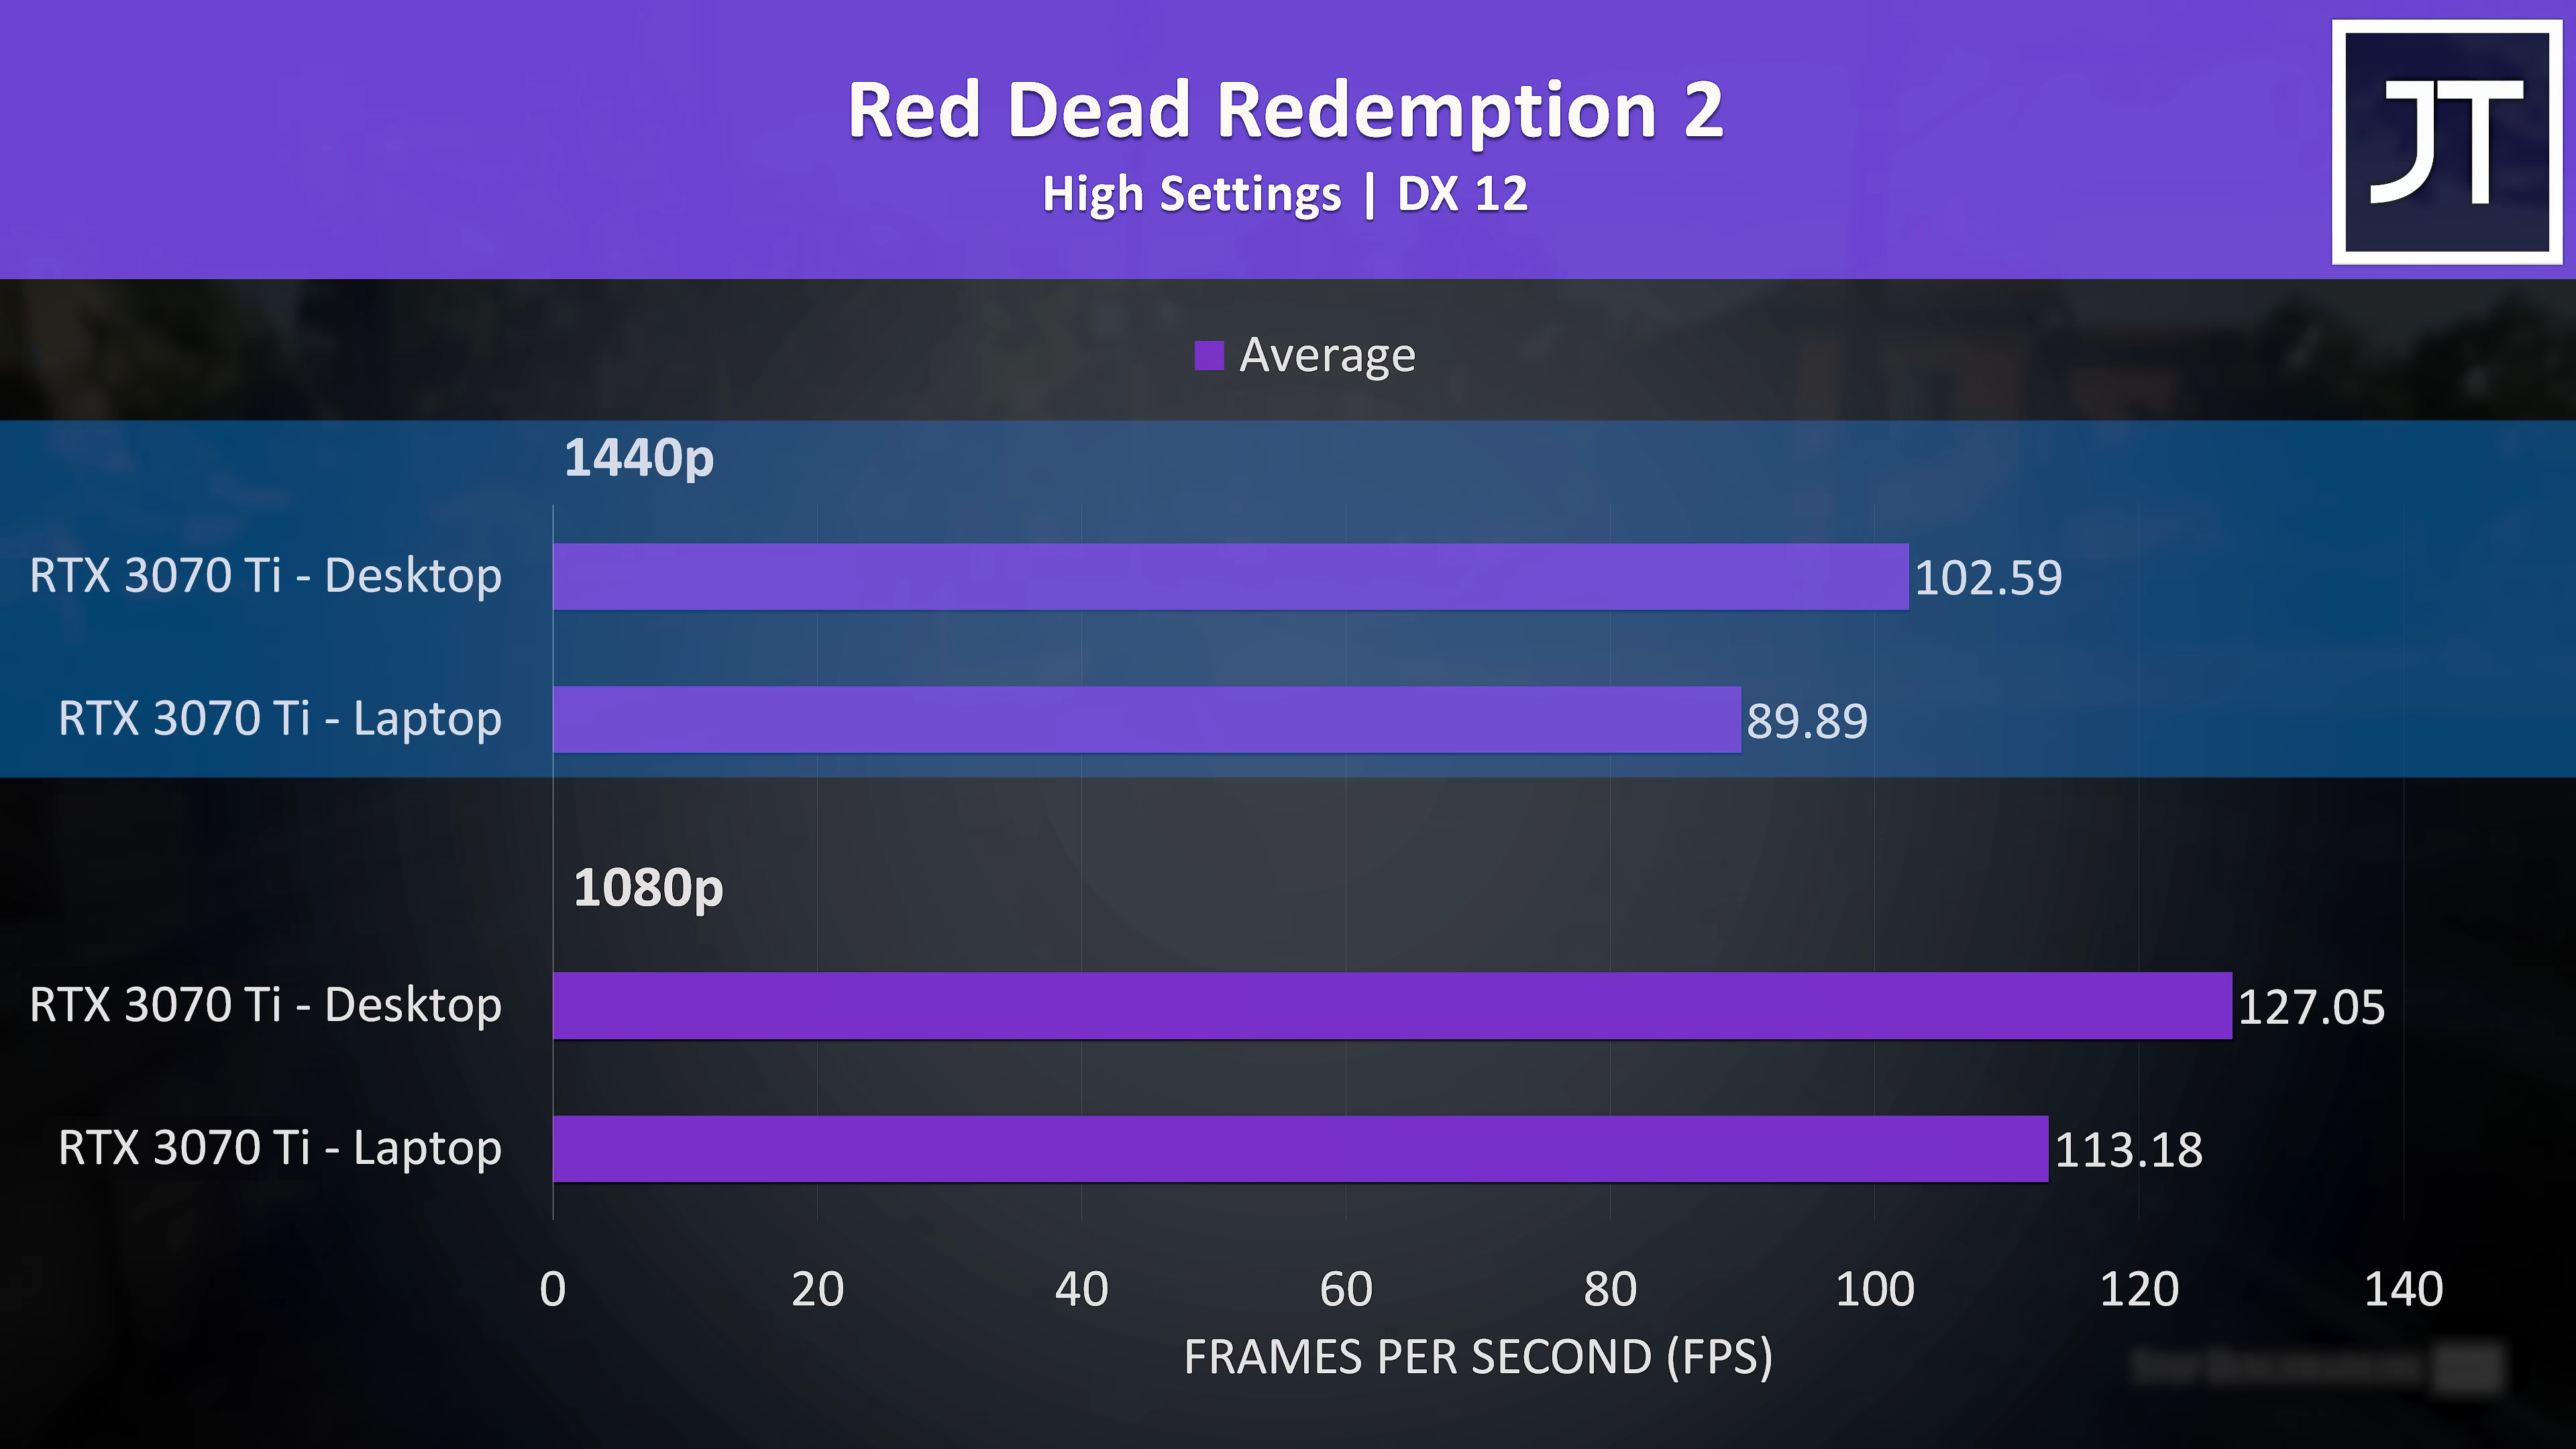 Red Dead Redemption 2
High Settings | DX 12
JT
Average
1440p
RTX 3070 Ti - Desktop 102.59
RTX 3070 Ti - Laptop 89.89
1080p
RTX 3070 Ti - Desktop 127.05
RTX 3070 Ti - Laptop 113.18
0 20 40 60 80 100 120 140
FRAMES PER SECOND (FPS)